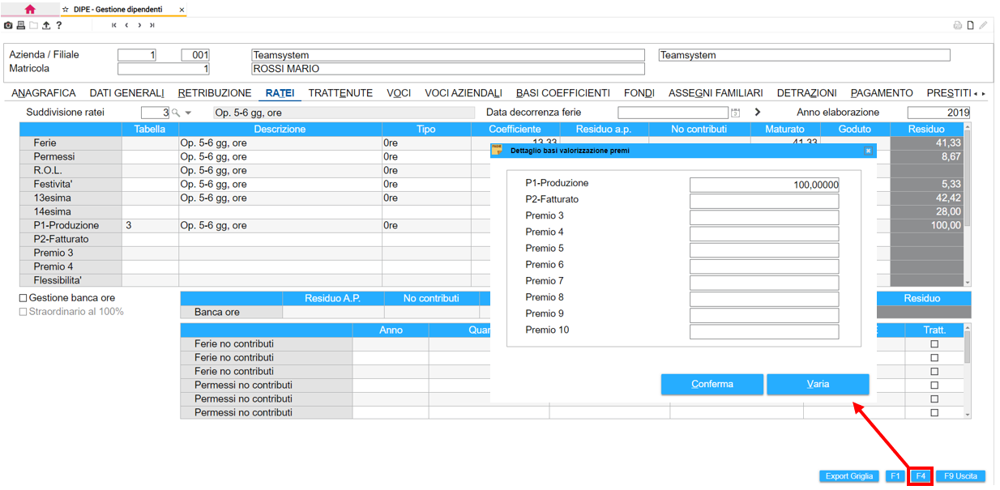 DIPE - Gestione dipendenti
Azienda / Filiale 1 001 Teamsystem Teamsystem
Matricola 1 ROSSI MARIO
ANAGRAFICA DATI GENERALI RETRIBUZIONE RATEI TRATTENUTE VOCI VOCI AZIENDALI BASI COEFFICIENTI FONDI ASSEGNI FAMILIARI DETRAZIONI PAGAMENTO PRESTITI
Suddivisione ratei 3 Op. 5-6 gg, ore Data decorrenza ferie Anno elaborazione 2019
Tabella Descrizione Tipo Coefficiente Residuo a.p. No contributi Maturato Goduto Residuo
Ferie Op. 5-6 gg, ore 0re 13,33 41,33 41,33
Permessi Op. 5-6 gg, ore 0re 8,67
R.O.L. Op. 5-6 gg, ore 0re
Festivita' Op. 5-6 gg, ore 0re 5,33
13esima Op. 5-6 gg, ore 0re 42,42
14esima 28,00
P1-Produzione 3 Op. 5-6 gg, ore 0re 100,00
P2-Fatturato
Premio 3
Premio 4
Flessibilita'
Dettaglio basi valorizzazione premi
P1-Produzione 100,00000
P2-Fatturato
Premio 3
Premio 4
Premio 5
Premio 6
Premio 7
Premio 8
Premio 9
Premio 10
Conferma Varia
Gestione banca ore
Straordinario al 100%
Residuo A.P. No contributi Residuo
Banca ore
Anno Quan Tratt.
Ferie no contributi
Ferie no contributi
Ferie no contributi
Permessi no contributi
Permessi no contributi
Permessi no contributi
Export Griglia F1 F4 F9 Uscita